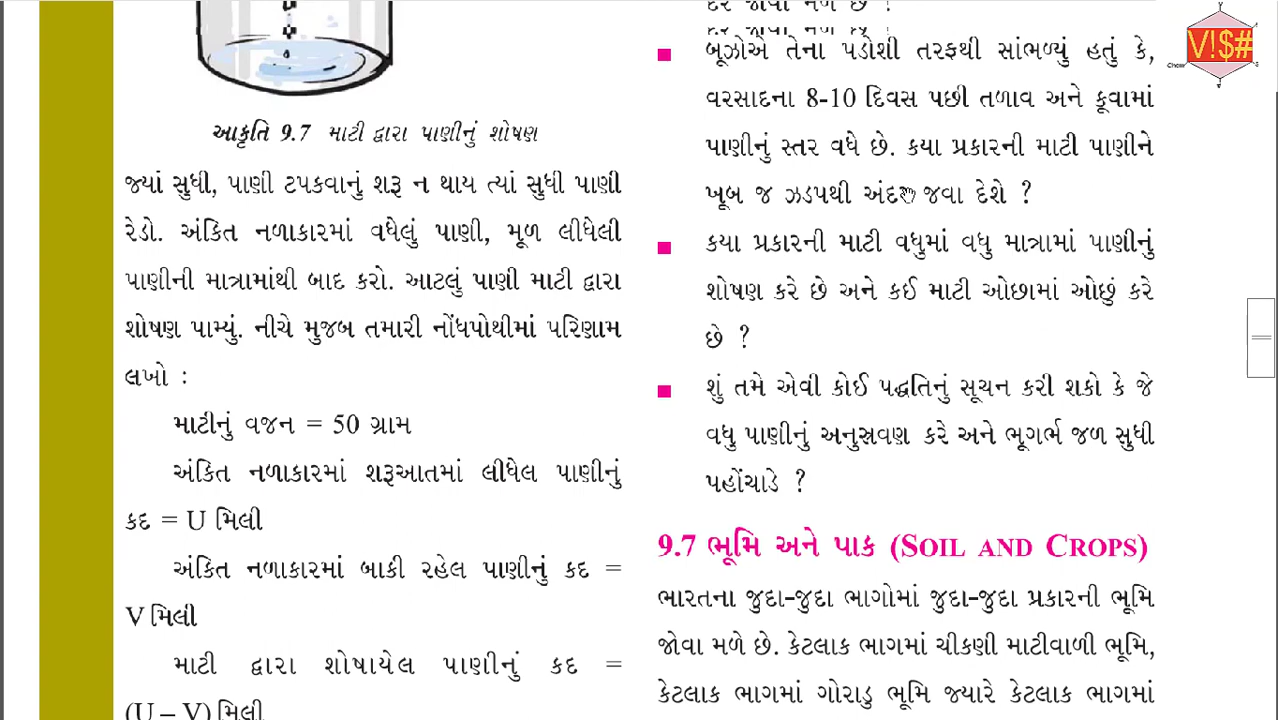 આકૃતિ 9.7 માટી દ્વારા પાણીનું શોષણ
જ્યાં સુધી, પાણી ટપકવાનું શરૂ ન થાય ત્યાં સુધી પાણી
રેડો. અંકિત નળાકારમાં વધેલું પાણી, મૂળ લીધેલી
પાણીની માત્રામાંથી બાદ કરો. આટલું પાણી માટી દ્વારા
શોષણ પામ્યું. નીચે મુજબ તમારી નોંધપોથીમાં પરિણામ
લખો :
માટીનું વજન = 50 ગ્રામ
અંકિત નળાકારમાં શરૂઆતમાં લીધેલ પાણીનું
કદ = U મિલી
અંકિત નળાકારમાં બાકી રહેલ પાણીનું કદ =
V મિલી
માટી દ્વારા શોષાયેલ પાણીનું કદ =
(U – V) મિલી
દર જોવા મળે છે ?
■ બૂઝોએ તેના પડોશી તરફથી સાંભળ્યું હતું કે,
વરસાદના 8-10 દિવસ પછી તળાવ અને કૂવામાં
પાણીનું સ્તર વધે છે. કયા પ્રકારની માટી પાણીને
ખૂબ જ ઝડપથી અંદર જવા દેશે ?
■ કયા પ્રકારની માટી વધુમાં વધુ માત્રામાં પાણીનું
શોષણ કરે છે અને કઈ માટી ઓછામાં ઓછું કરે
છે ?
■ શું તમે એવી કોઈ પદ્ધતિનું સૂચન કરી શકો કે જે
વધુ પાણીનું અનુસ્રવણ કરે અને ભૂગર્ભ જળ સુધી
પહોંચાડે ?
9.7 ભૂમિ અને પાક (SOIL AND CROPS)
ભારતના જુદા-જુદા ભાગોમાં જુદા-જુદા પ્રકારની ભૂમિ
જોવા મળે છે. કેટલાક ભાગમાં ચીકણી માટીવાળી ભૂમિ,
કેટલાક ભાગમાં ગોરાડુ ભૂમિ જ્યારે કેટલાક ભાગમાં
V!$#